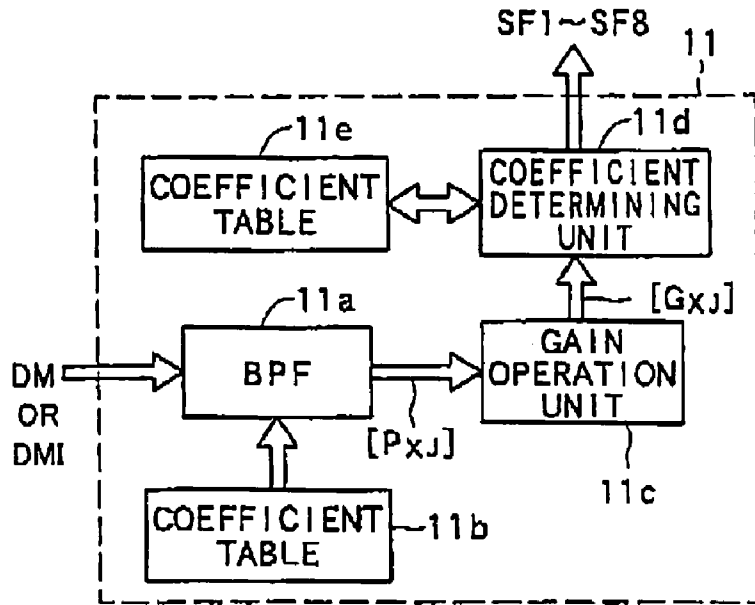 SF1~SF8
11
11e
11d
COEFFICIENT
TABLE
COEFFICIENT
DETERMINING
UNIT
11a
[GXJ]
DM
OR
DMI
BPF
GAIN
OPERATION
UNIT
[PXJ]
11c
COEFFICIENT
TABLE
11b